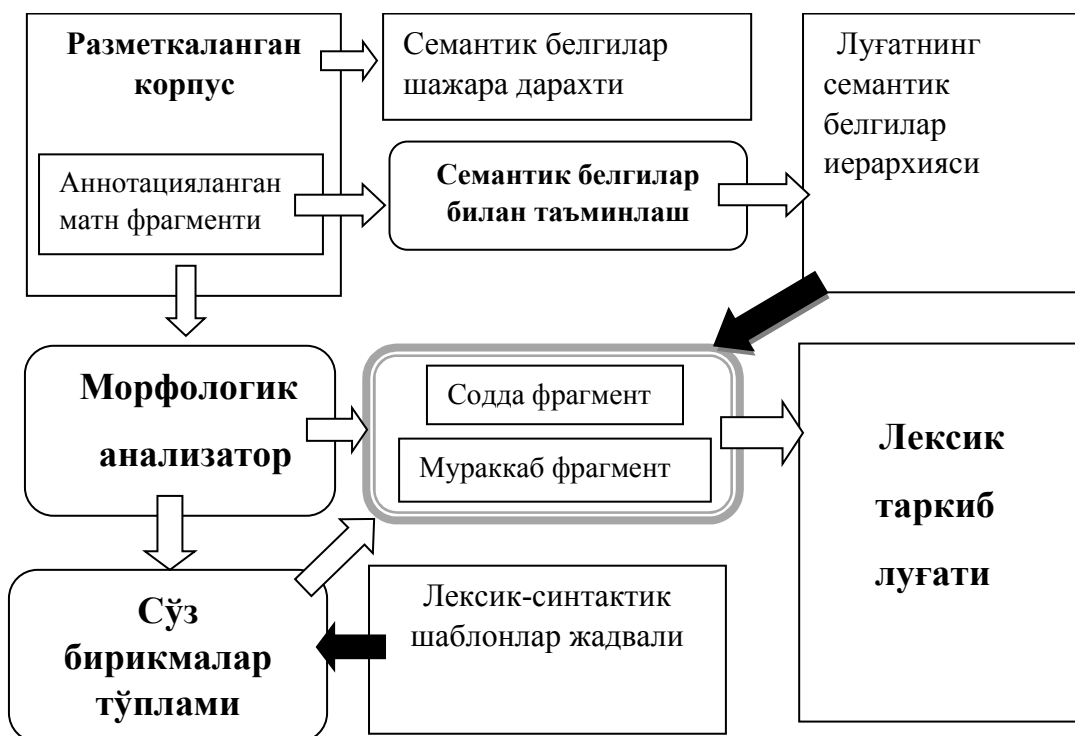 Разметкаланган
корпус
Семантик белгилар
шажара дарахти
Луғатнинг
семантик
белгилар
иерархияси
Аннотацияланган
матн фрагменти
Семантик белгилар
билан таъминлаш
Морфологик
анализатор
Содда фрагмент
Мураккаб фрагмент
Лексик
таркиб
луғати
Сўз
бирикмалар
тўплами
Лексик-синтактик
шаблонлар жадвали